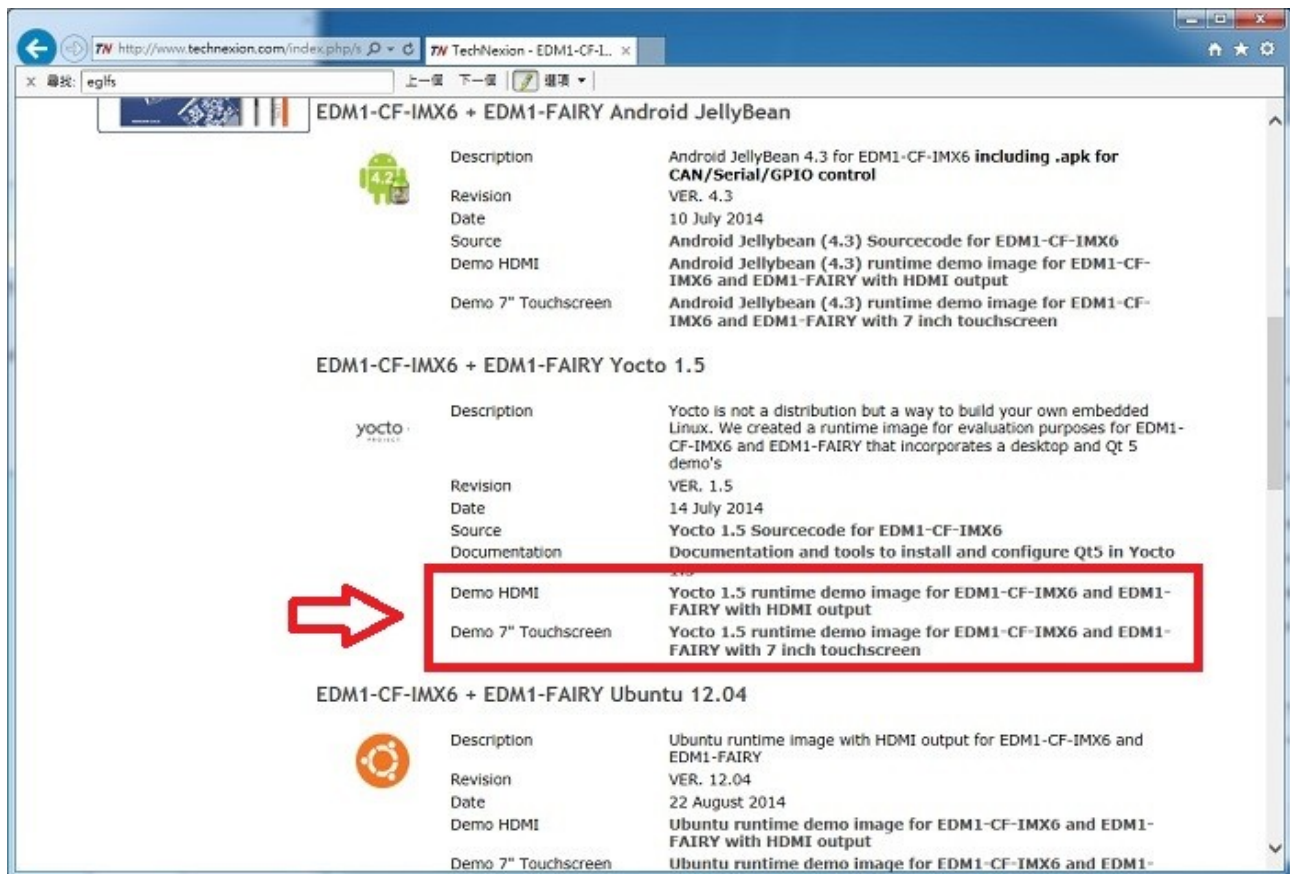 TN http://www.technexion.com/index.php/s
TN TechNexion - EDM1-CF-I...
× 尋找: eglfs 上一個 下一個 選項
EDM1-CF-IMX6 + EDM1-FAIRY Android JellyBean
4.2
Description Android JellyBean 4.3 for EDM1-CF-IMX6 including .apk for
CAN/Serial/GPIO control
Revision VER. 4.3
Date 10 July 2014
Source Android Jellybean (4.3) Sourcecode for EDM1-CF-IMX6
Demo HDMI Android Jellybean (4.3) runtime demo image for EDM1-CF-
IMX6 and EDM1-FAIRY with HDMI output
Demo 7" Touchscreen Android Jellybean (4.3) runtime demo image for EDM1-CF-
IMX6 and EDM1-FAIRY with 7 inch touchscreen
EDM1-CF-IMX6 + EDM1-FAIRY Yocto 1.5
yocto
PROJECT
Description Yocto is not a distribution but a way to build your own embedded
Linux. We created a runtime image for evaluation purposes for EDM1-
CF-IMX6 and EDM1-FAIRY that incorporates a desktop and Qt 5
demo's
Revision VER. 1.5
Date 14 July 2014
Source Yocto 1.5 Sourcecode for EDM1-CF-IMX6
Documentation Documentation and tools to install and configure Qt5 in Yocto
Demo HDMI Yocto 1.5 runtime demo image for EDM1-CF-IMX6 and EDM1-
FAIRY with HDMI output
Demo 7" Touchscreen Yocto 1.5 runtime demo image for EDM1-CF-IMX6 and EDM1-
FAIRY with 7 inch touchscreen
EDM1-CF-IMX6 + EDM1-FAIRY Ubuntu 12.04
Description Ubuntu runtime image with HDMI output for EDM1-CF-IMX6 and
EDM1-FAIRY
Revision VER. 12.04
Date 22 August 2014
Demo HDMI Ubuntu runtime demo image for EDM1-CF-IMX6 and EDM1-
FAIRY with HDMI output
Demo 7" Touchscreen Ubuntu runtime demo image for EDM1-CF-IMX6 and EDM1-